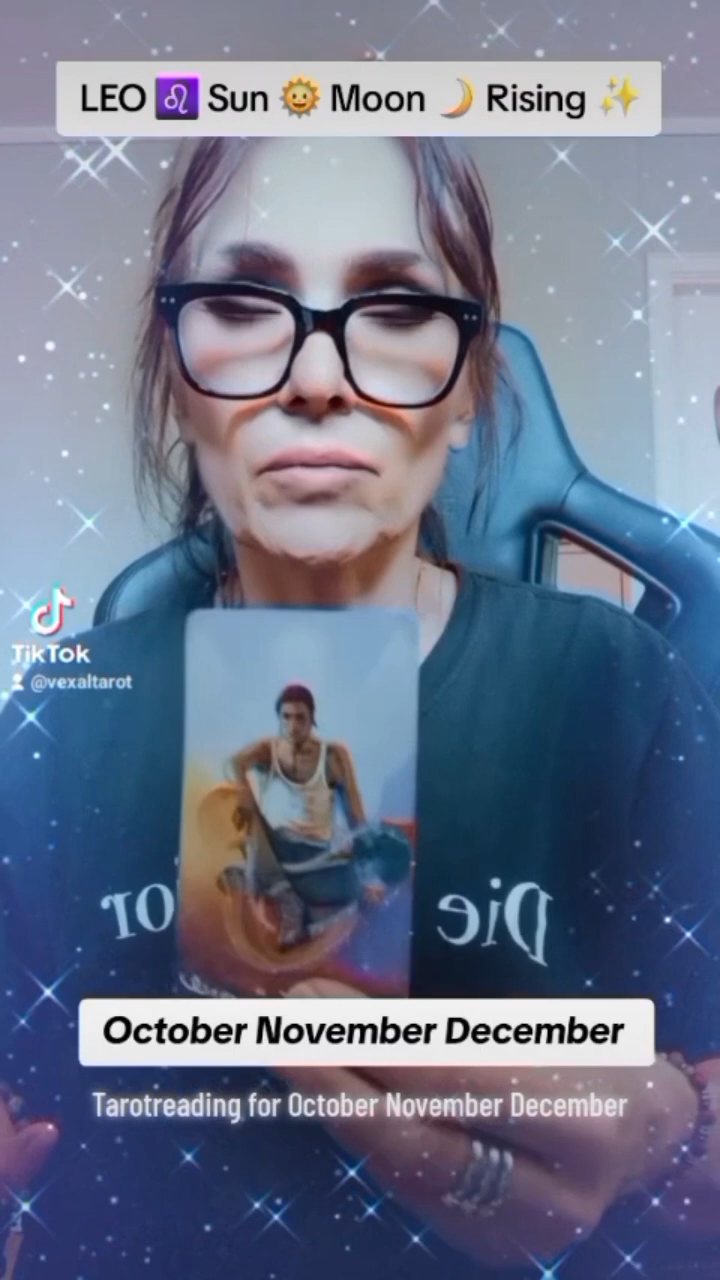 LEO ♌ Sun 🌞 Moon 🌙 Rising ✨
TikTok
@vexaltarot
or
Die
October November December
Tarotreading for October November December